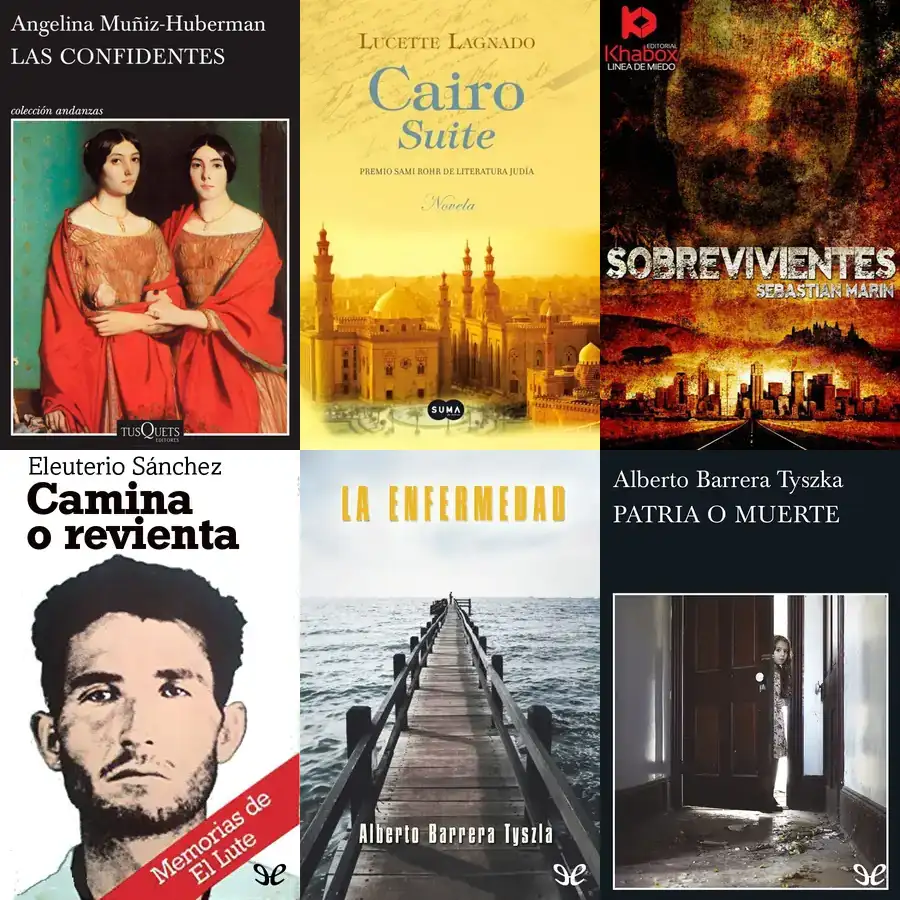 Angelina Muñiz-Huberman
LAS CONFIDENTES
colección andanzas
TUSQUETS
EDITORES
LUCETTE LAGNADO
Cairo
Suite
PREMIO SAMI ROHR DE LITERATURA JUDÍA
Novela
SUMA
EDITORIAL
Khabox
LINEA DE MIEDO
SOBREVIVIENTES
SEBASTIAN MARIN
Eleuterio Sánchez
Camina
o revienta
Memorias de
El Lute
LA ENFERMEDAD
Alberto Barrera Tyszla
Alberto Barrera Tyszka
PATRIA O MUERTE